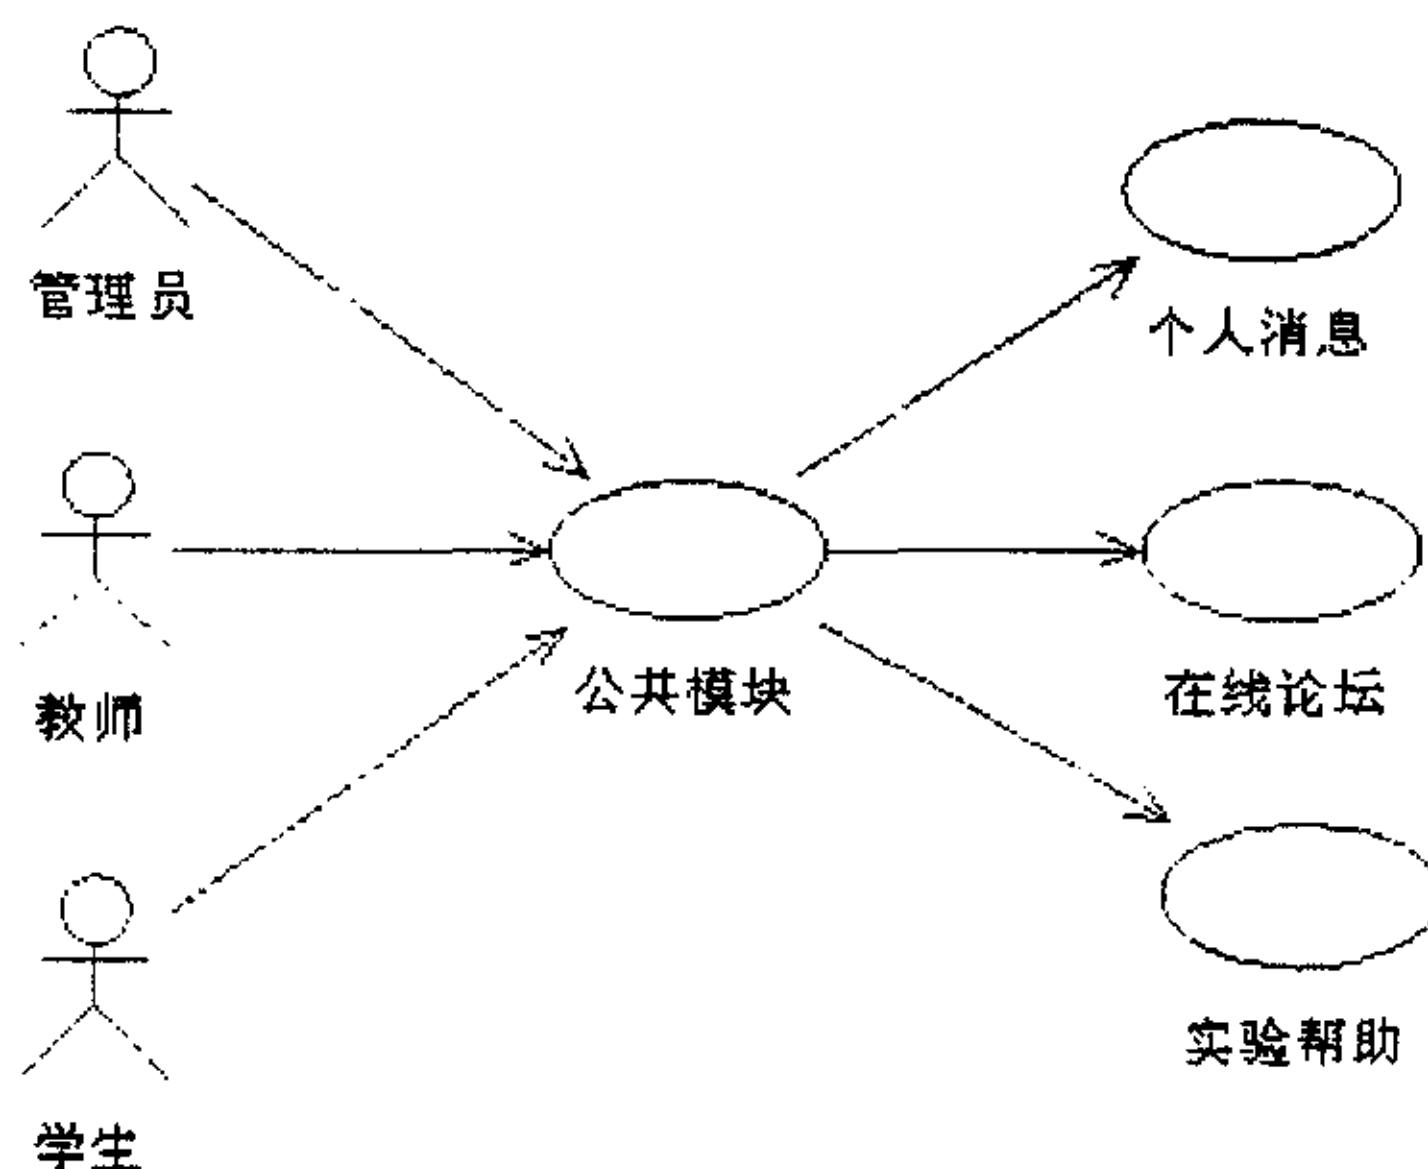 管理员
个人消息
教师
公共模块
在线论坛
实验帮助
学生